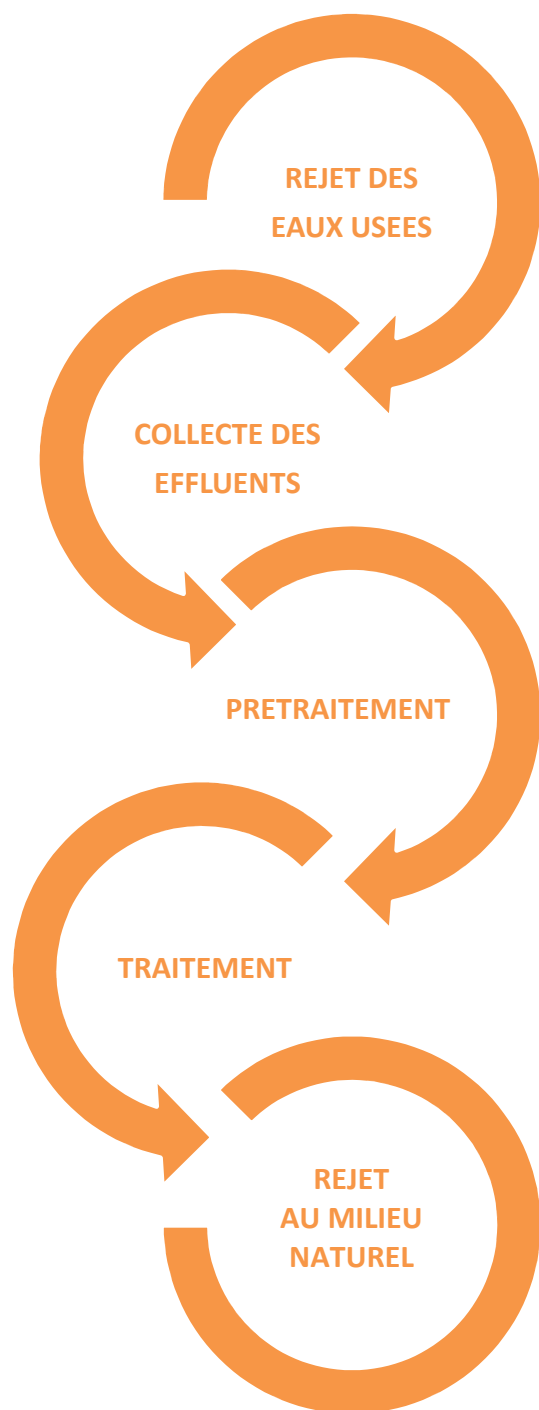 REJET DES
EAUX USEES
COLLECTE DES
EFFLUENTS
PRETRAITEMENT
TRAITEMENT
REJET
AU MILIEU
NATUREL